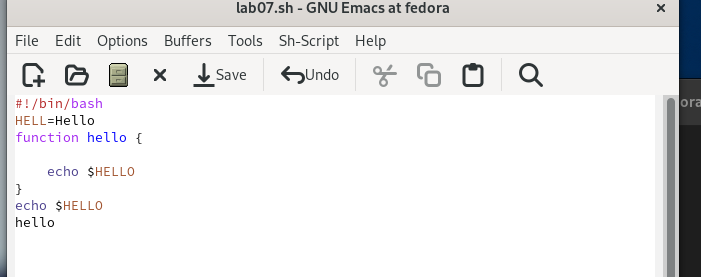 lab07.sh - GNU Emacs at fedora
File Edit Options Buffers Tools Sh-Script Help
Save Undo
#!/bin/bash
HELL=Hello
function hello {
    echo $HELLO
}
echo $HELLO
hello
ora